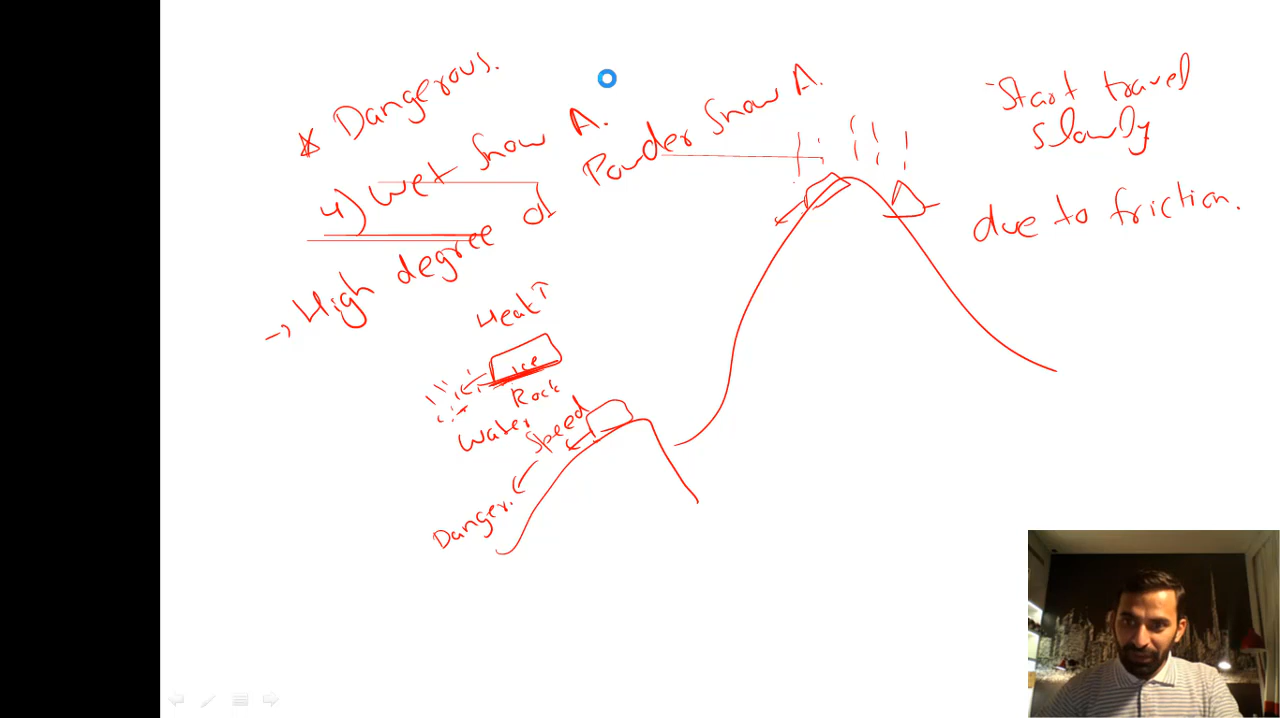 * Dangerous.
4) Wet Snow A.
Powder Snow A.
→ High degree of
Start travel
slowly
due to friction.
Heat↑
Ice
Rock
Water
Speed
Danger.